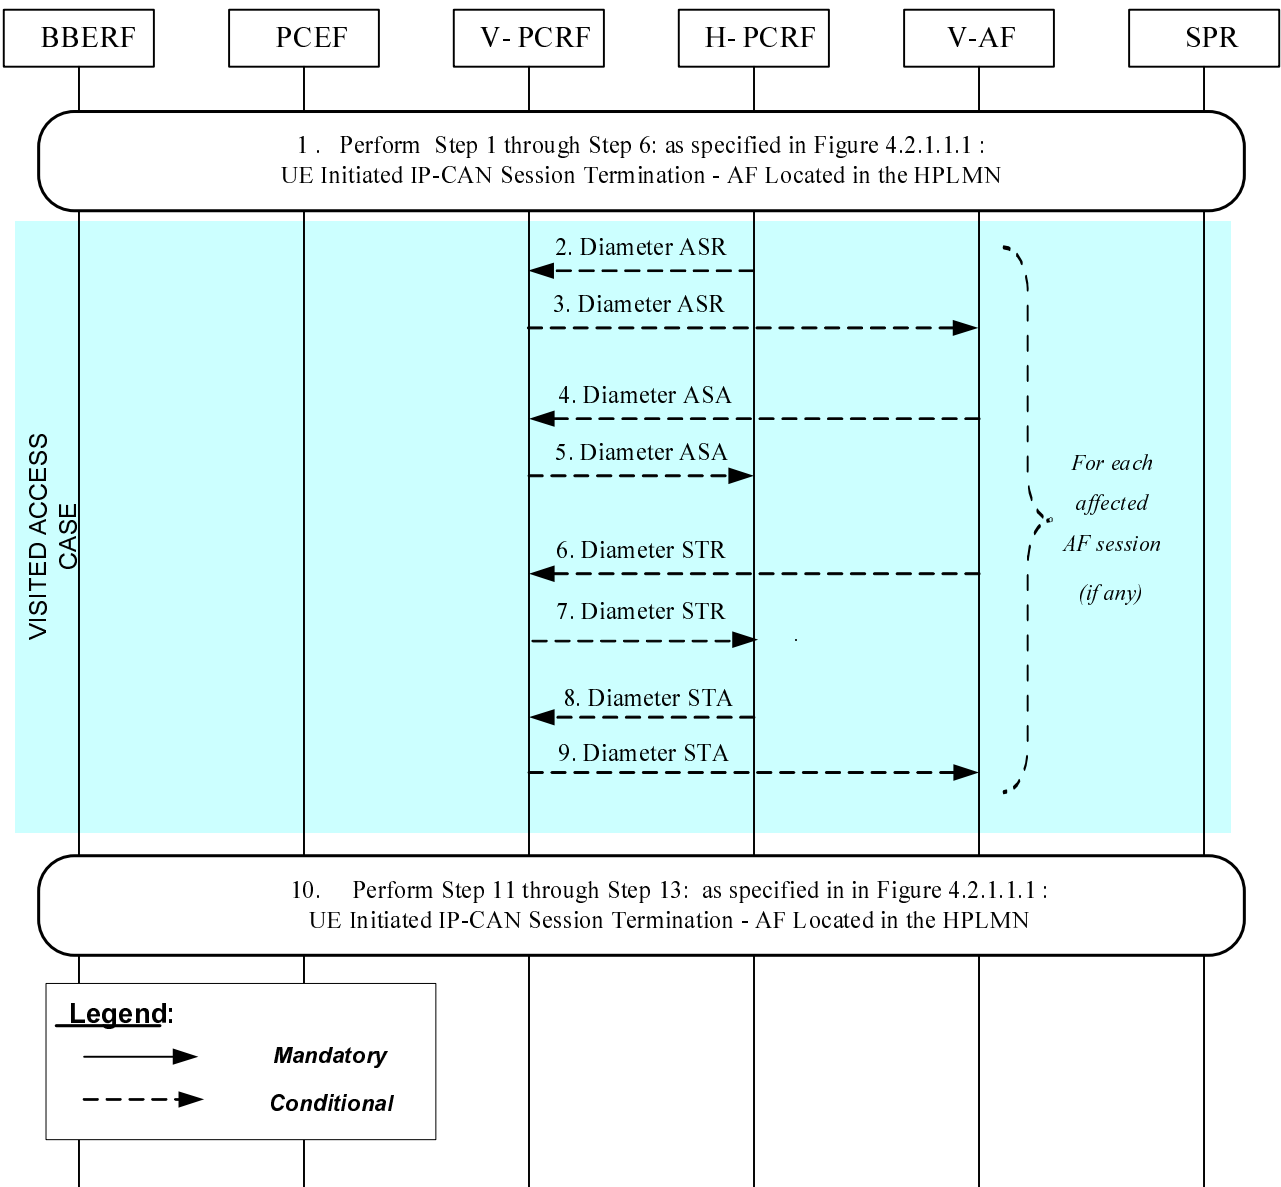 BBERF
PCEF
V- PCRF
H- PCRF
V-AF
SPR
1 . Perform Step 1 through Step 6: as specified in Figure 4.2.1.1.1 :
UE Initiated IP-CAN Session Termination - AF Located in the HPLMN
2. Diameter ASR
3. Diameter ASR
4. Diameter ASA
5. Diameter ASA
6. Diameter STR
7. Diameter STR
8. Diameter STA
9. Diameter STA
VISITED ACCESS
CASE
For each
affected
AF session
(if any)
10. Perform Step 11 through Step 13: as specified in in Figure 4.2.1.1.1 :
UE Initiated IP-CAN Session Termination - AF Located in the HPLMN
Legend:
Mandatory
Conditional